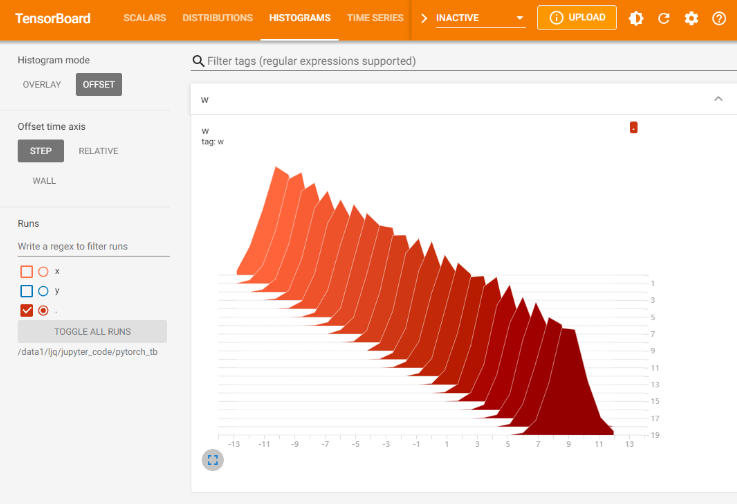 TensorBoard SCALARS DISTRIBUTIONS HISTOGRAMS TIME SERIES INACTIVE UPLOAD
Histogram mode
OVERLAY OFFSET
Offset time axis
STEP RELATIVE
WALL
Runs
Write a regex to filter runs
x
y
.
TOGGLE ALL RUNS
/data1/ljq/jupyter_code/pytorch_tb
Filter tags (regular expressions supported)
w
w
.
tag: w
1
3
5
7
9
11
13
15
17
19
-13 -11 -9 -7 -5 -3 -1 1 3 5 7 9 11 13